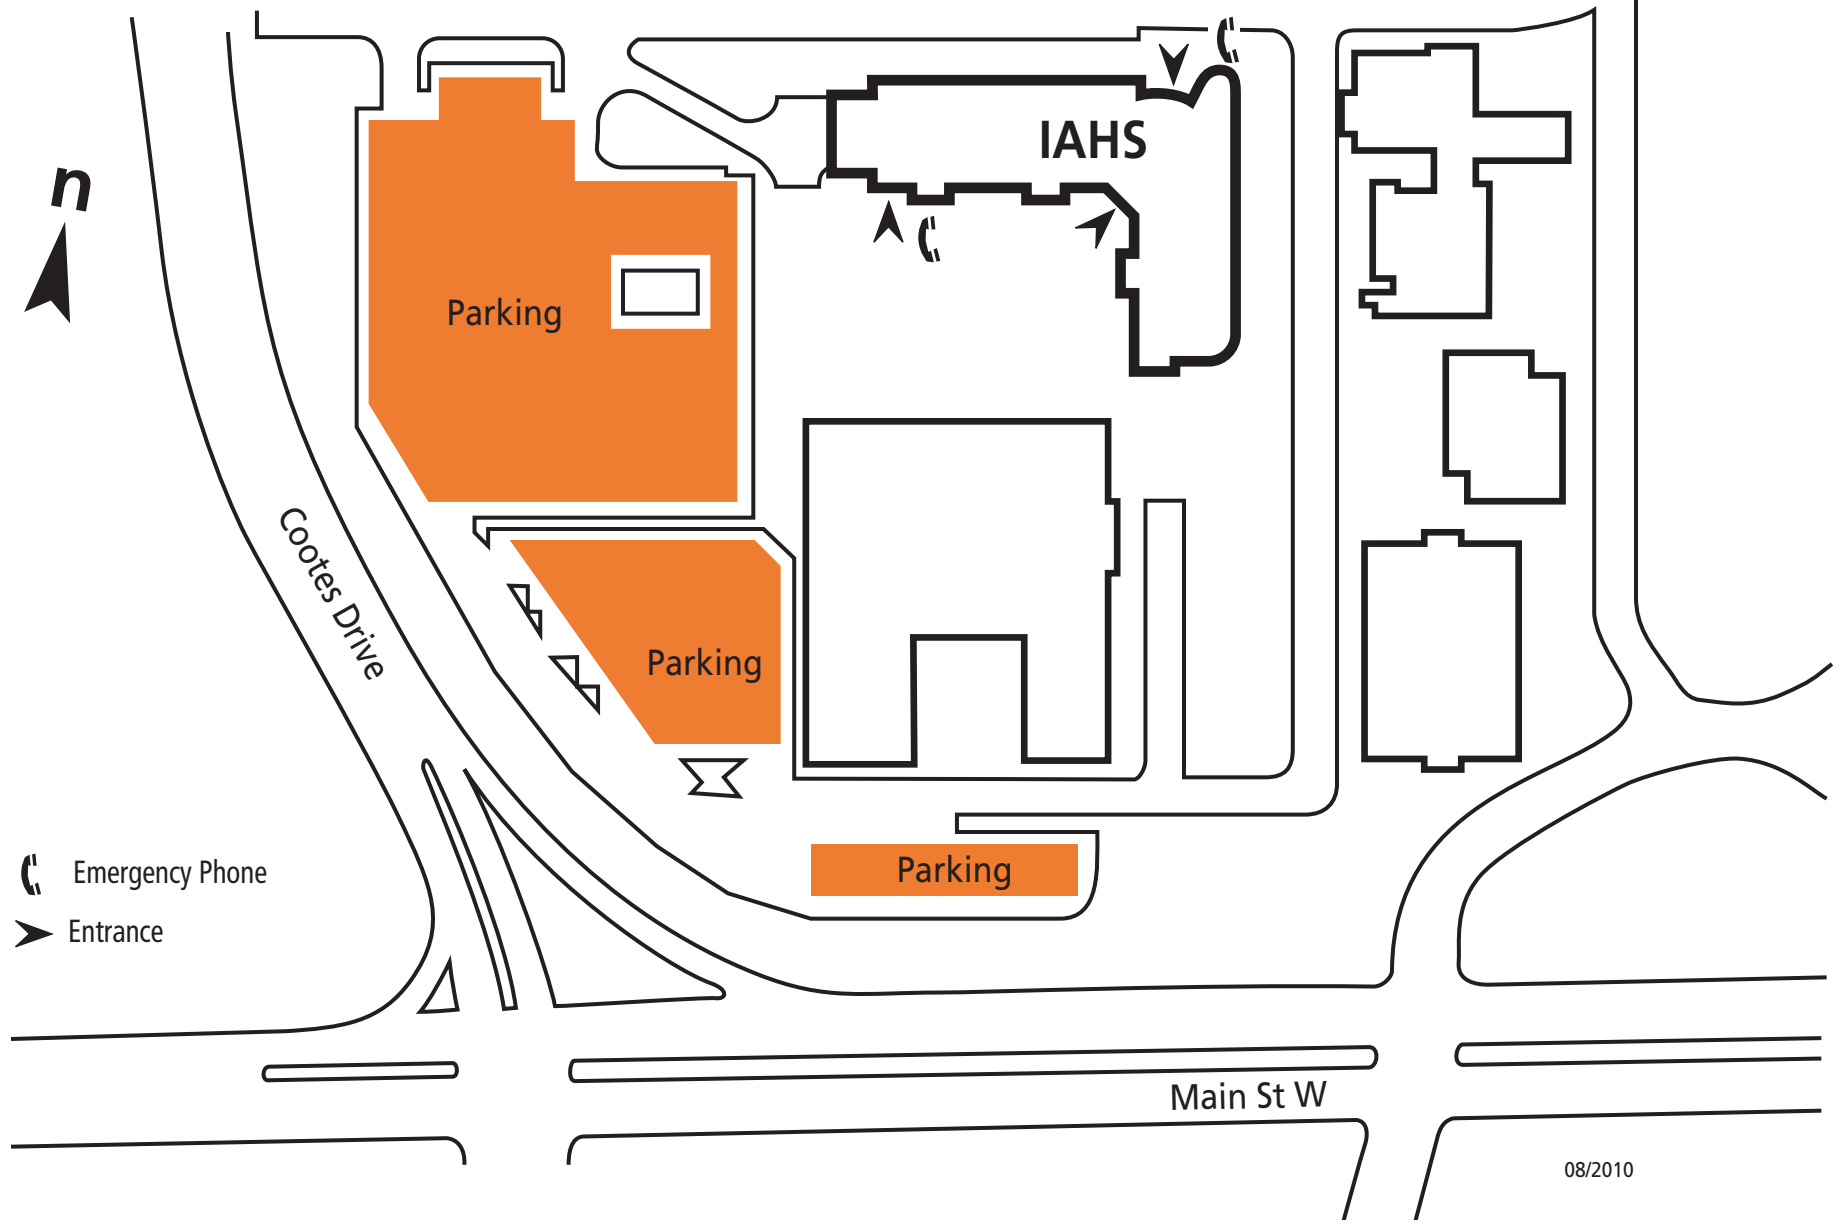 n
IAHS
Parking
Cootes Drive
Parking
Parking
Emergency Phone
Entrance
Main St W
08/2010